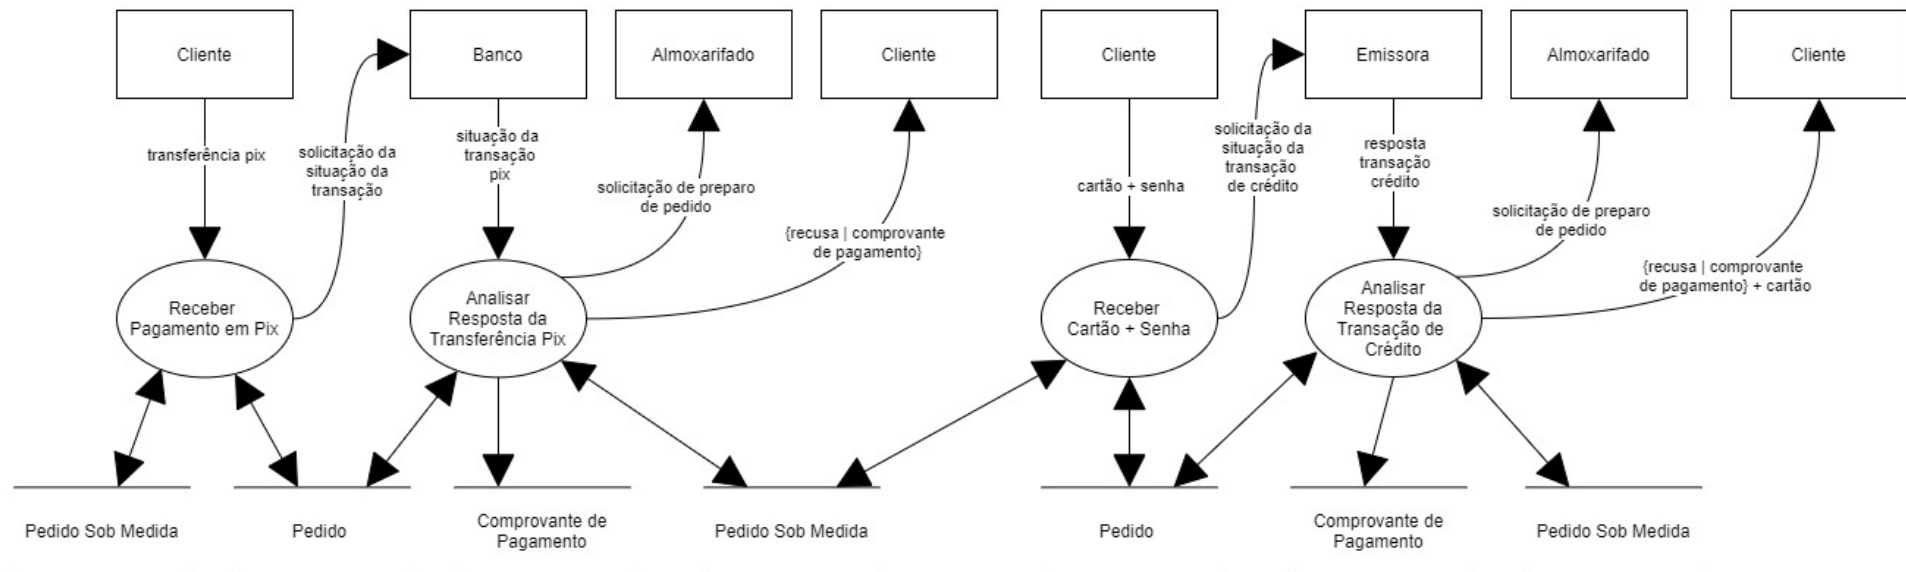 Cliente
Banco
Almoxarifado
Cliente
Cliente
Emissora
Almoxarifado
Cliente
transferência pix
solicitação da
situação da
transação
situação da
transação
pix
solicitação de preparo
de pedido
{recusa | comprovante
de pagamento}
cartão + senha
solicitação da
situação da
transação
de crédito
resposta
transação
crédito
solicitação de preparo
de pedido
{recusa | comprovante
de pagamento} + cartão
Receber
Pagamento em Pix
Analisar
Resposta da
Transferência Pix
Receber
Cartão + Senha
Analisar
Resposta da
Transação de
Crédito
Pedido Sob Medida
Pedido
Comprovante de
Pagamento
Pedido Sob Medida
Pedido
Comprovante de
Pagamento
Pedido Sob Medida